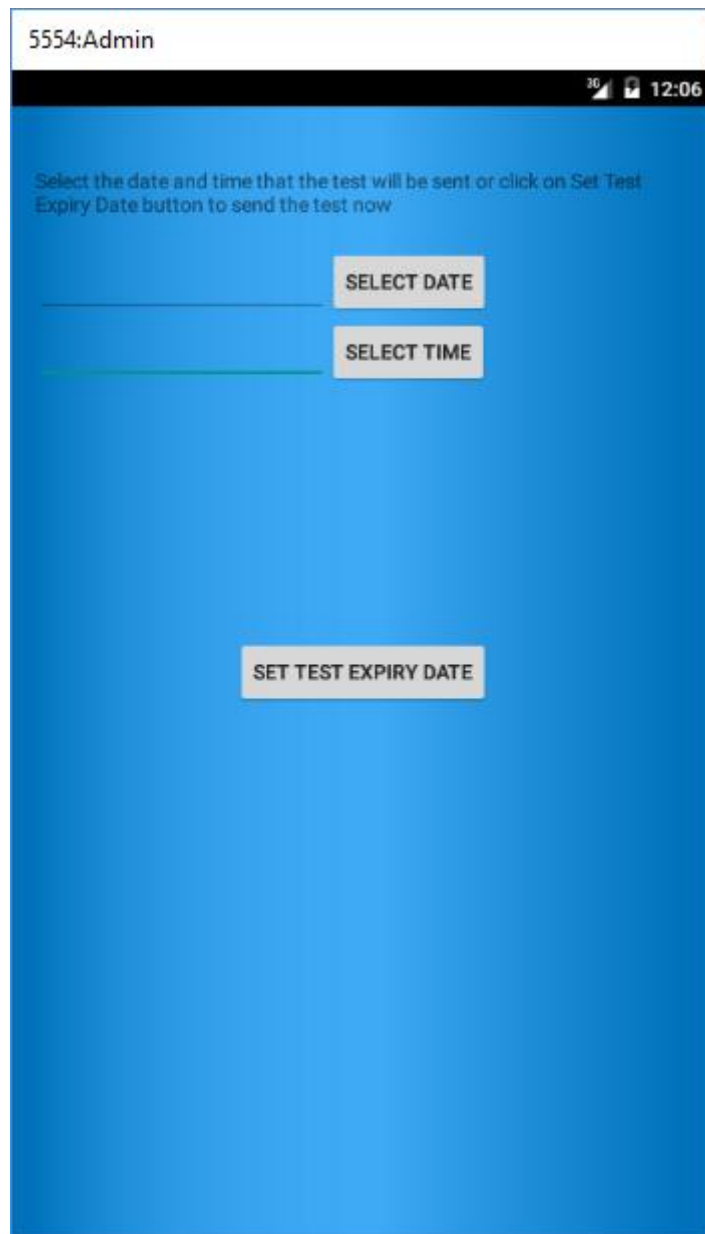 5554:Admin
3G 12:06
Select the date and time that the test will be sent or click on Set Test
Expiry Date button to send the test now
SELECT DATE
SELECT TIME
SET TEST EXPIRY DATE